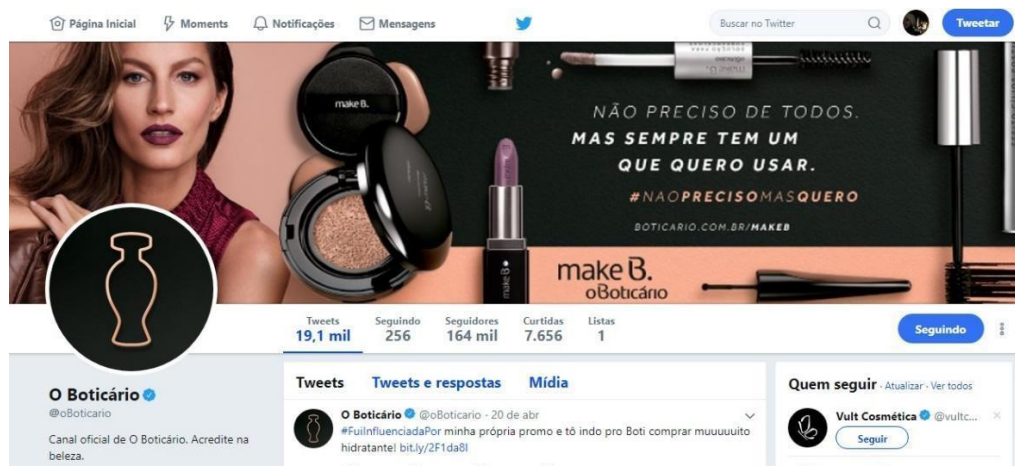 Página Inicial Moments Notificações Mensagens Buscar no Twitter Tweetar
make B.
NÃO PRECISO DE TODOS.
MAS SEMPRE TEM UM
QUE QUERO USAR.
#NAOPRECISOMASQUERO
BOTICARIO.COM.BR/MAKEB
make B.
make B.
oBoticário
Tweets Seguindo Seguidores Curtidas Listas
19,1 mil 256 164 mil 7.656 1
Seguindo
O Boticário
@oBoticario
Canal oficial de O Boticário. Acredite na
beleza.
Tweets Tweets e respostas Mídia
O Boticário @oBoticario · 20 de abr
#FuiInfluenciadaPor minha própria promo e tô indo pro Boti comprar muuuuuito
hidratante! bit.ly/2F1da8I
Quem seguir · Atualizar · Ver todos
Vult Cosmética @vultc...
Seguir